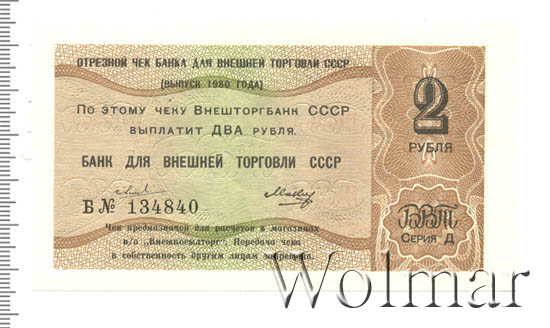 ОТРЕЗНОЙ ЧЕК БАНКА ДЛЯ ВНЕШНЕЙ ТОРГОВЛИ СССР
(ВЫПУСК 1980 ГОДА)
По этому чеку Внешторгбанк СССР
выплатит ДВА рубля.
БАНК ДЛЯ ВНЕШНЕЙ ТОРГОВЛИ СССР
Б № 134840
Чек предназначен для расчетов в магазинах
в/о „Внешпосылторг". Передача чека
в собственность другим лицам запрещена.
2
РУБЛЯ
БВТ
Серия Д
Wolmar